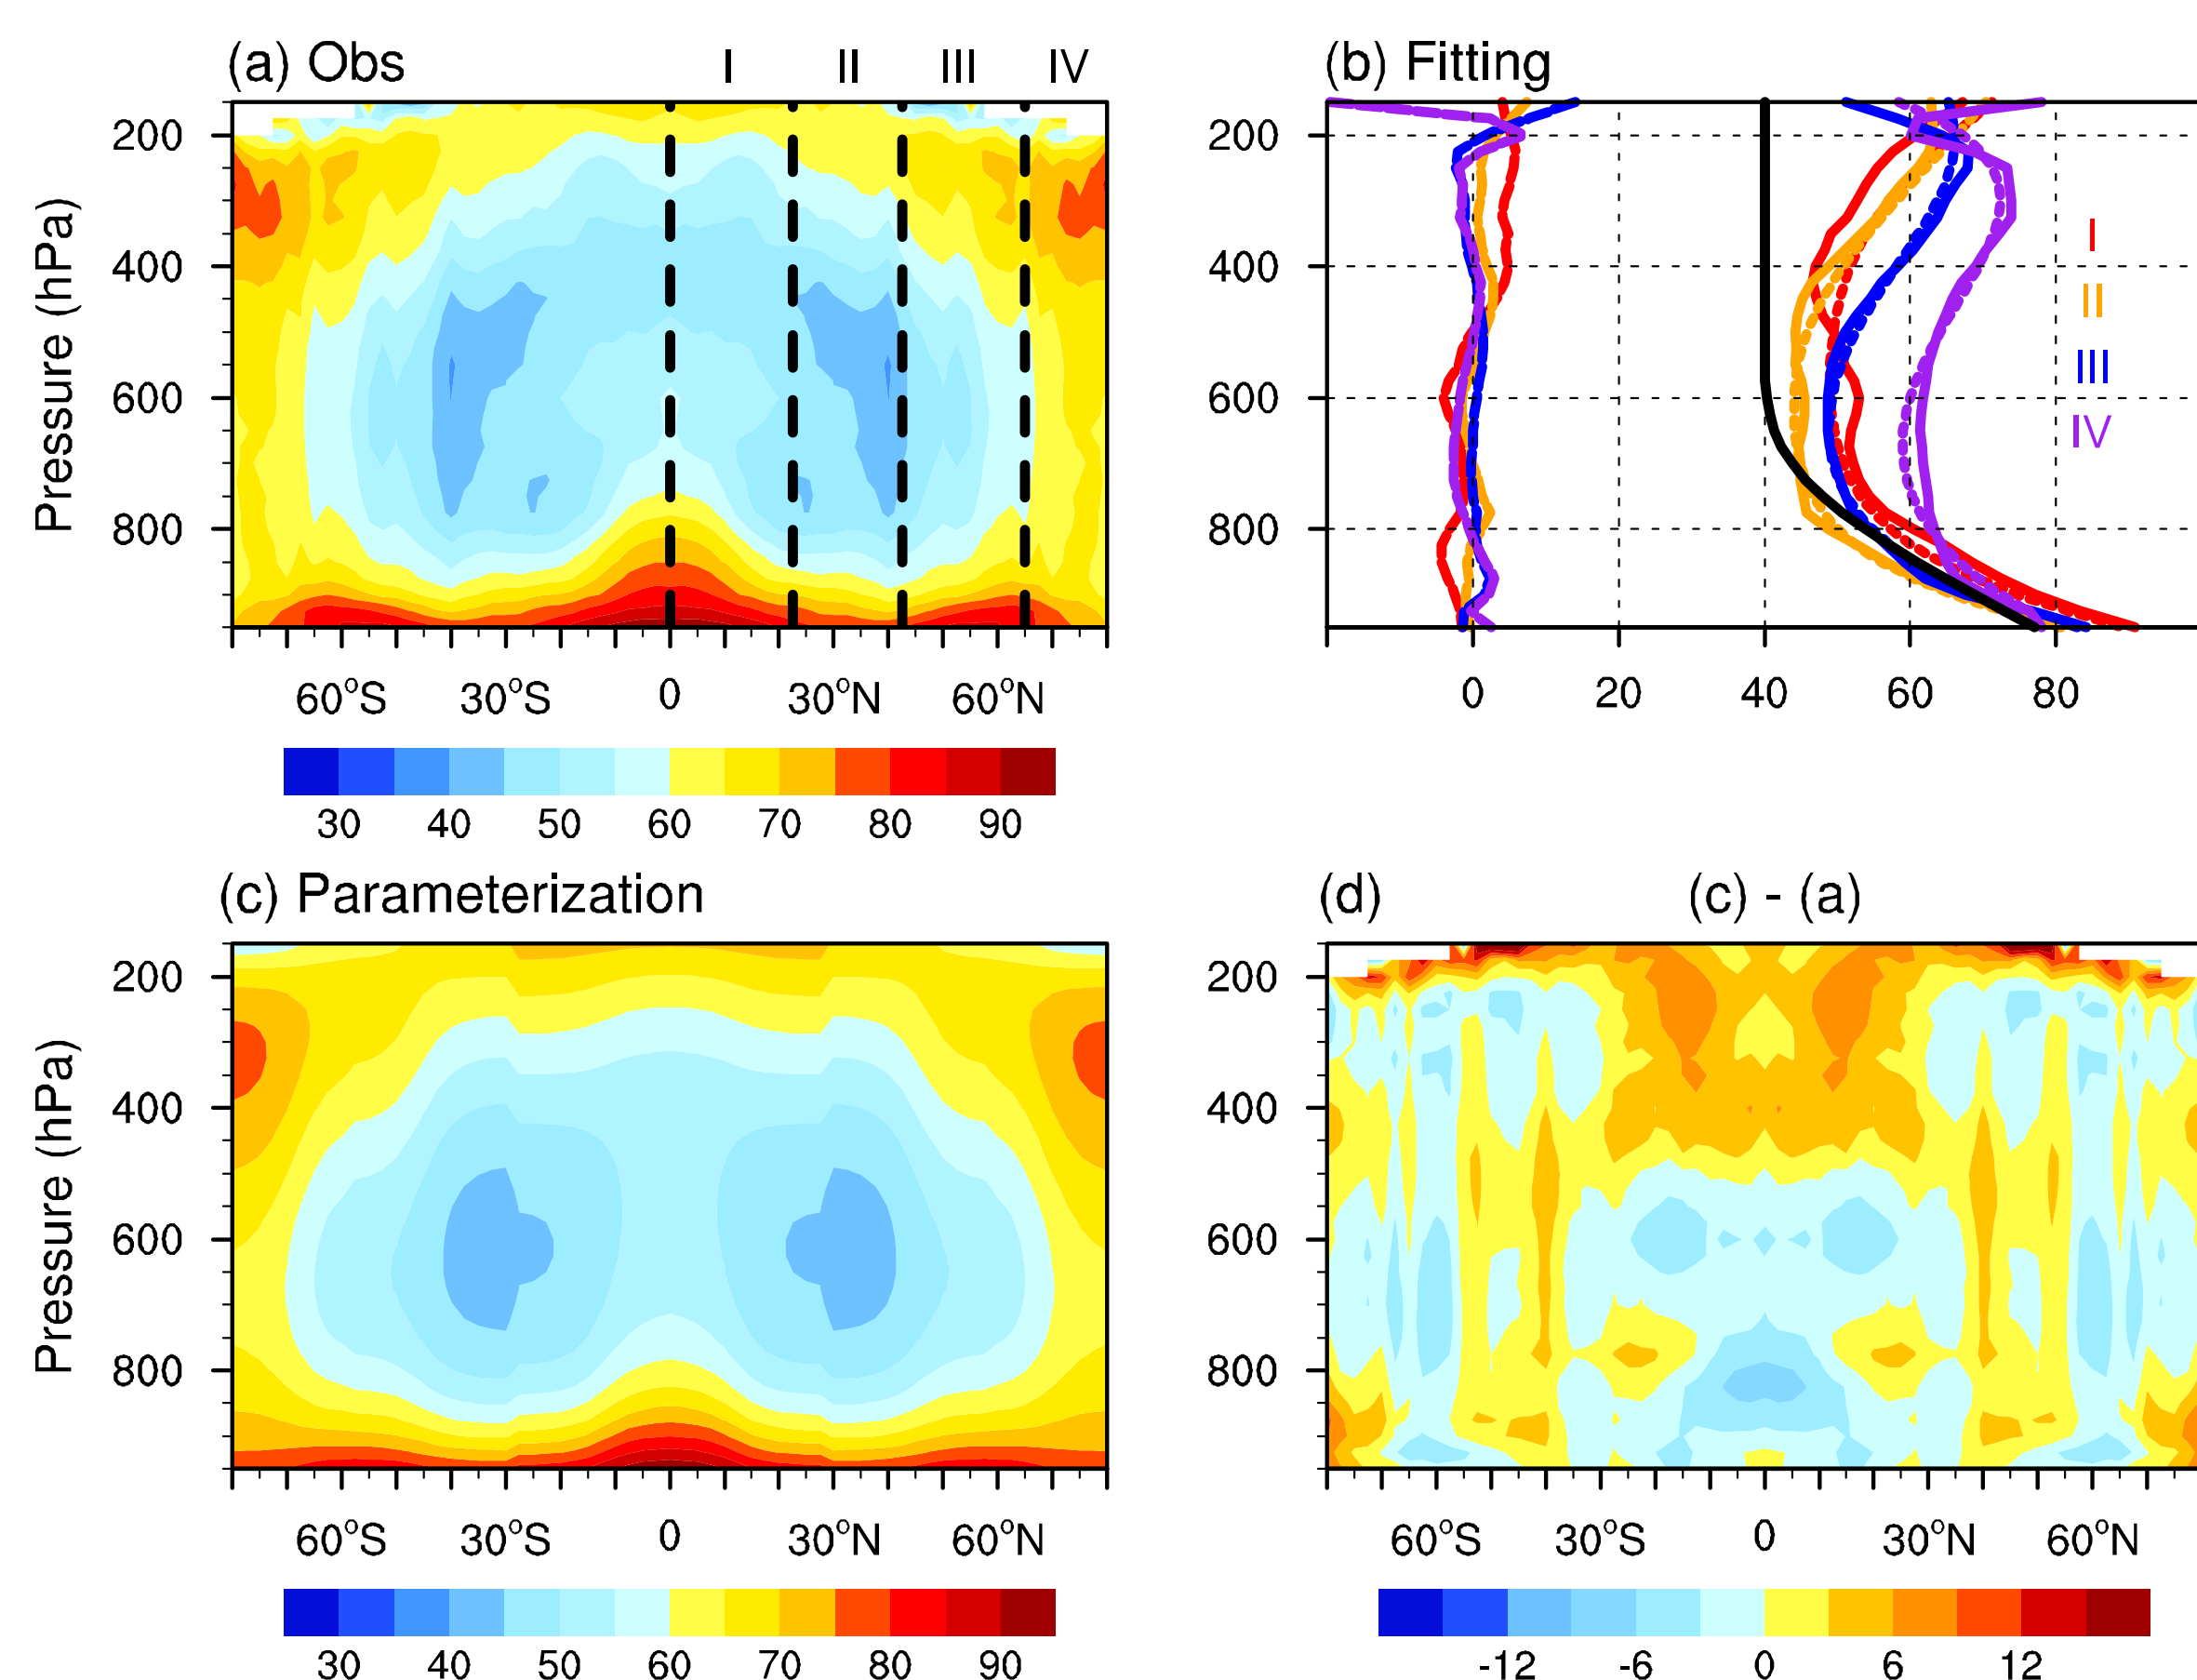 (a) Obs I II III IV
200
400
600
800
Pressure (hPa)
60°S 30°S 0 30°N 60°N
30 40 50 60 70 80 90
(b) Fitting
200
400
600
800
I
II
III
IV
0 20 40 60 80
(c) Parameterization
200
400
600
800
Pressure (hPa)
60°S 30°S 0 30°N 60°N
30 40 50 60 70 80 90
(d) (c) - (a)
200
400
600
800
60°S 30°S 0 30°N 60°N
-12 -6 0 6 12